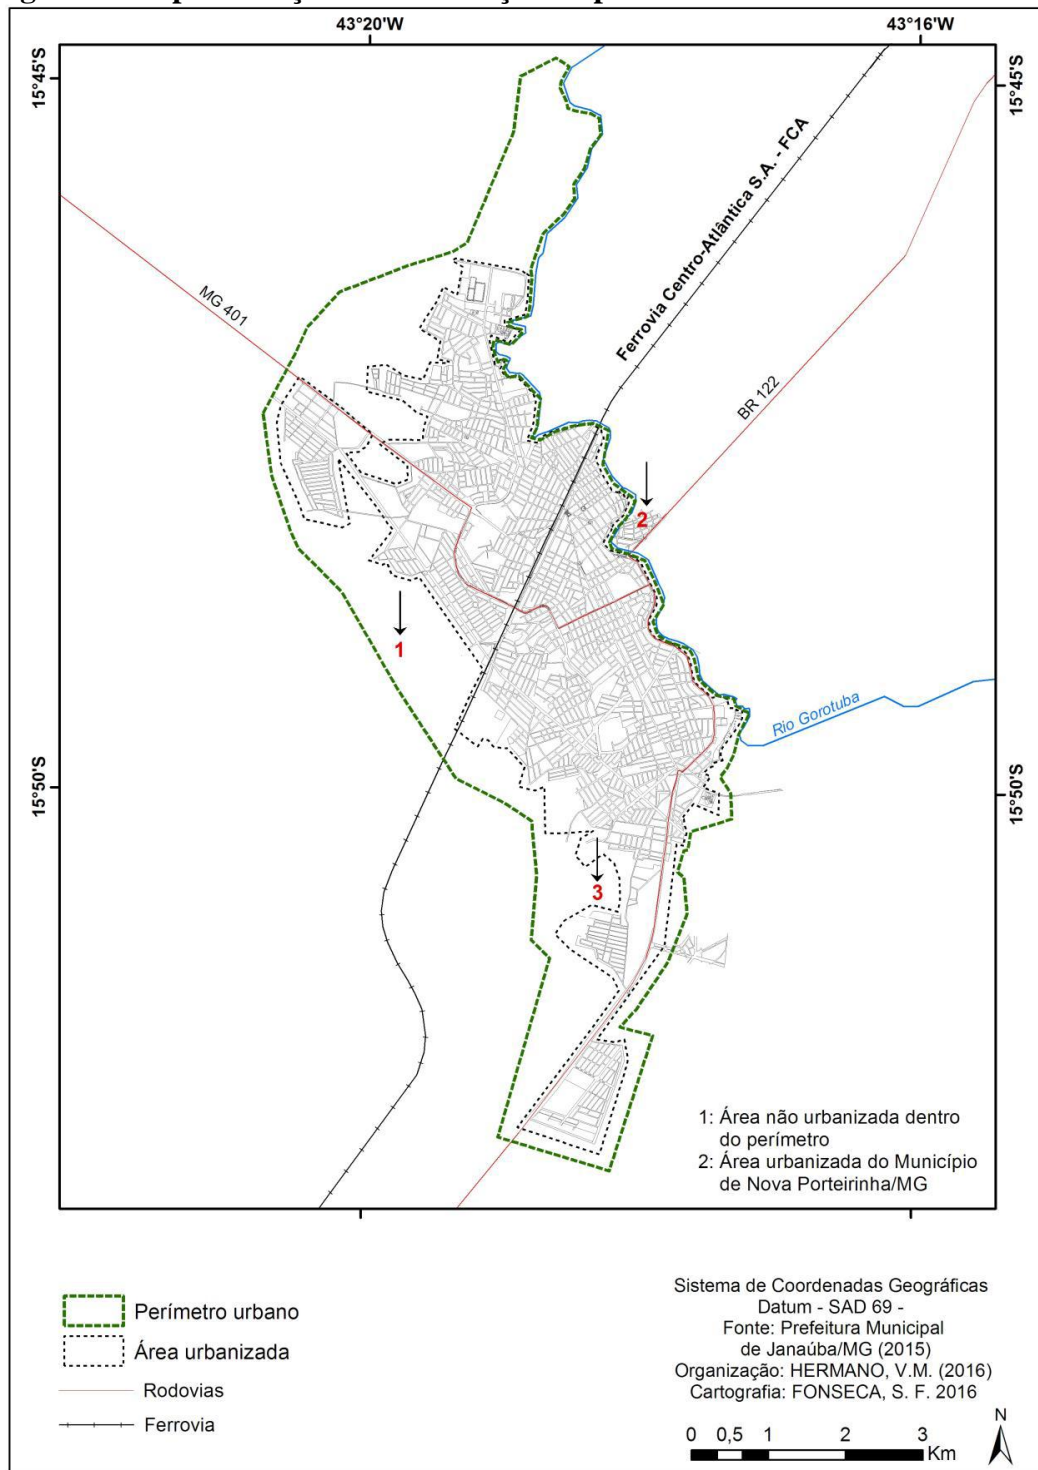 43°20'W
43°16'W
15°45'S
15°45'S
Ferrovia Centro-Atlântica S.A. - FCA
MG 401
BR 122
2
1
Rio Gorotuba
15°50'S
15°50'S
3
1: Área não urbanizada dentro
do perímetro
2: Área urbanizada do Município
de Nova Porteirinha/MG
Perímetro urbano
Área urbanizada
Rodovias
Ferrovia
Sistema de Coordenadas Geográficas
Datum - SAD 69 -
Fonte: Prefeitura Municipal
de Janaúba/MG (2015)
Organização: HERMANO, V.M. (2016)
Cartografia: FONSECA, S. F. 2016
N
0 0,5 1 2 3
Km